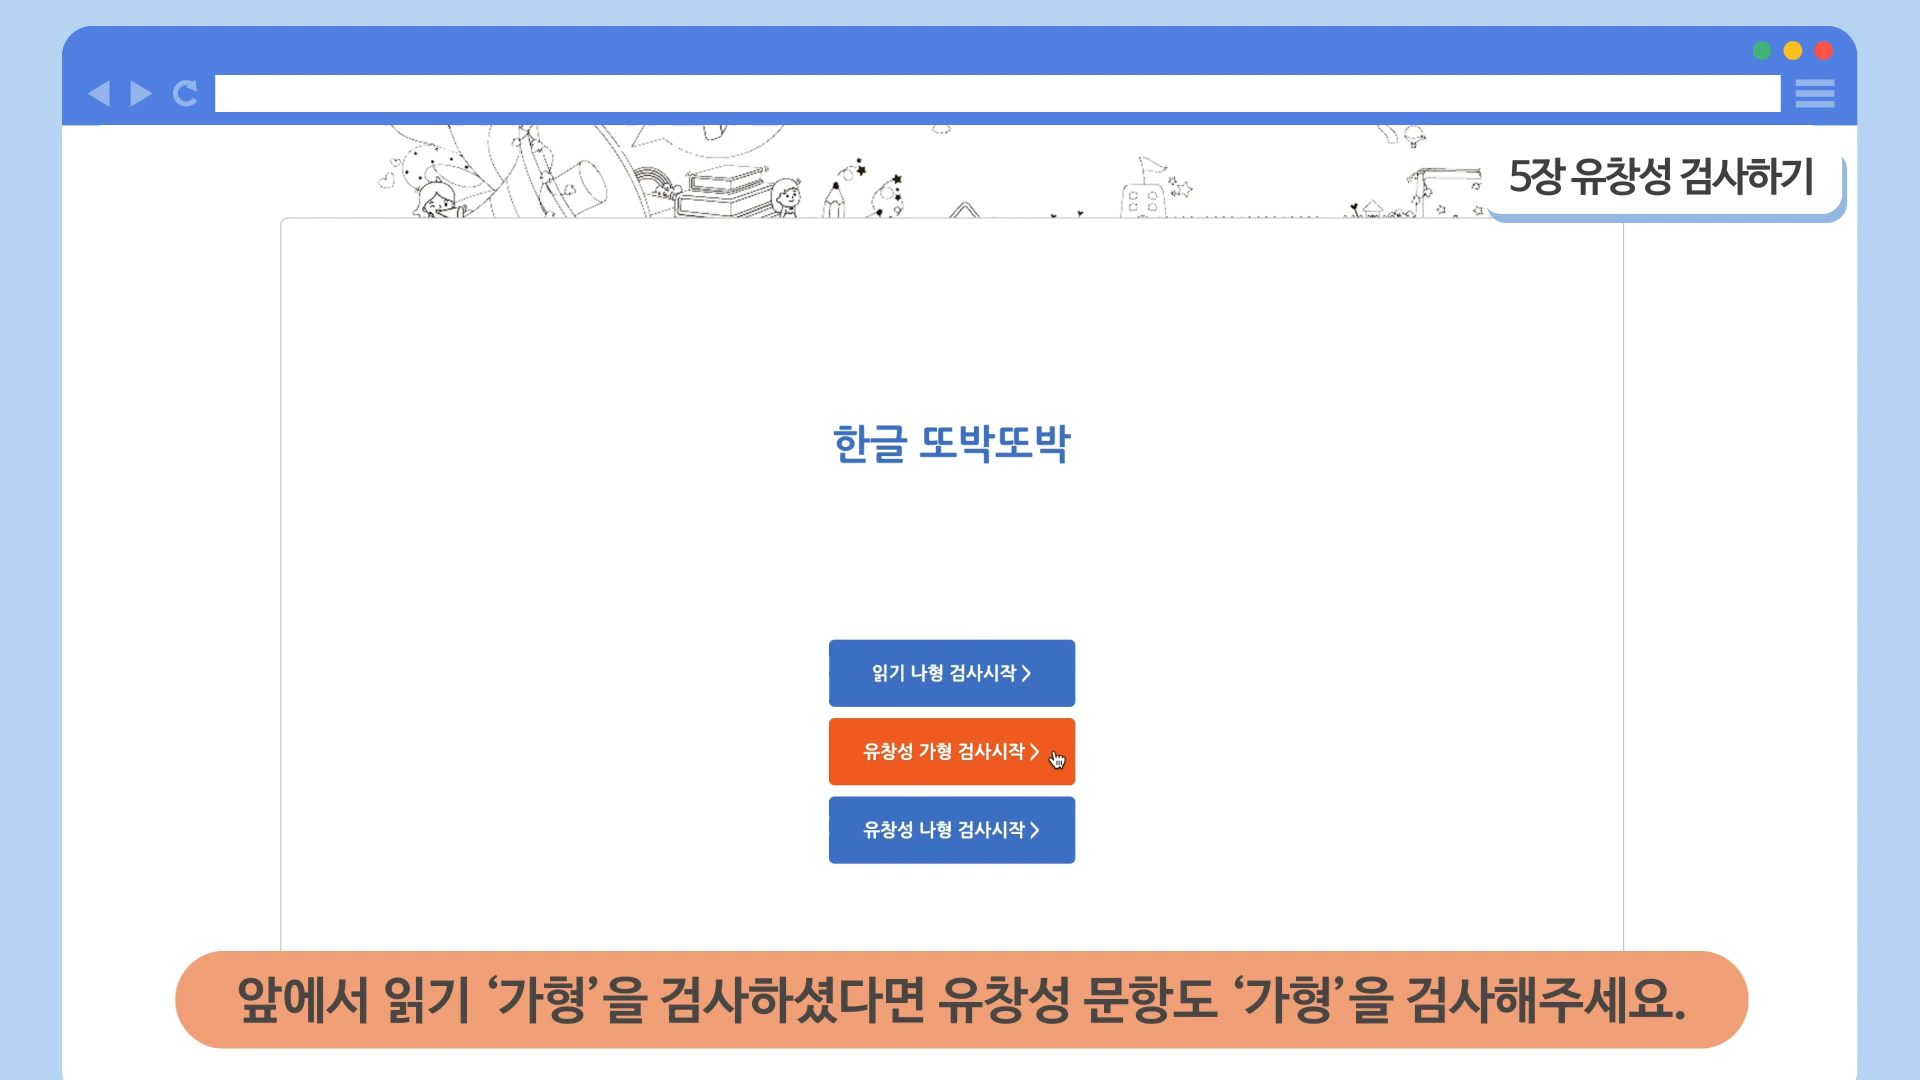 5장 유창성 검사하기
한글 또박또박
읽기 나형 검사시작 >
유창성 가형 검사시작 >
유창성 나형 검사시작 >
앞에서 읽기 ‘가형’을 검사하셨다면 유창성 문항도 ‘가형’을 검사해주세요.